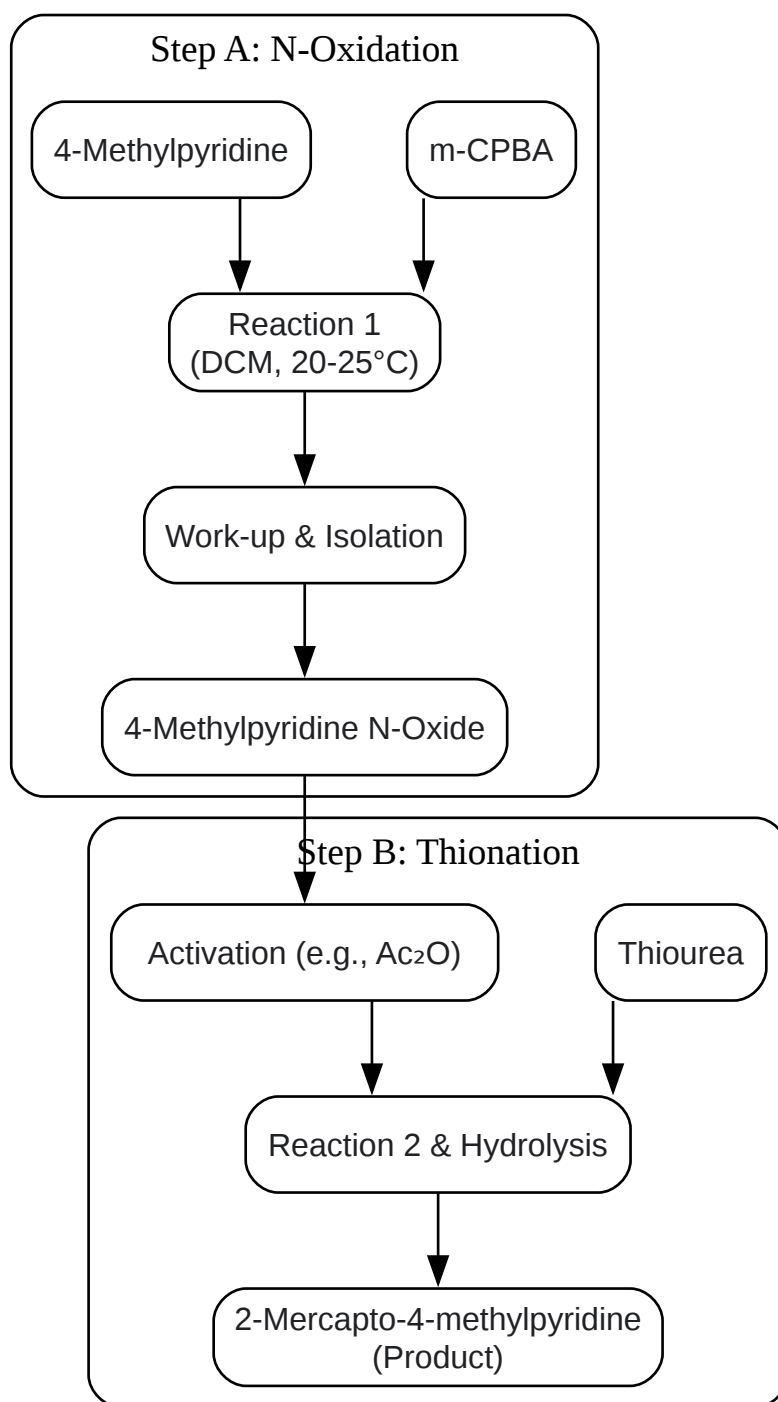 Step A: N-Oxidation
4-Methylpyridine
m-CPBA
Reaction 1
(DCM, 20-25°C)
Work-up & Isolation
4-Methylpyridine N-Oxide
Step B: Thionation
Activation (e.g., Ac₂O)
Thiourea
Reaction 2 & Hydrolysis
2-Mercapto-4-methylpyridine
(Product)